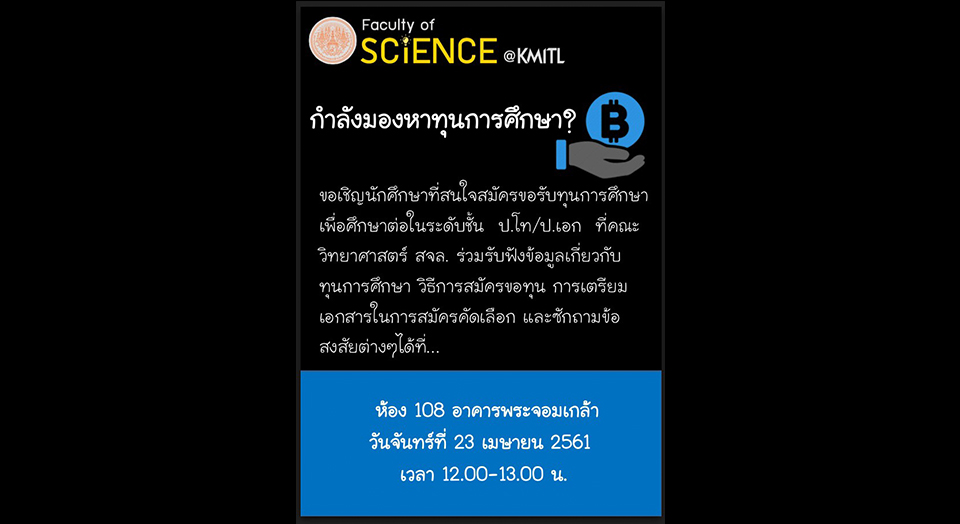 Faculty of
SCiENCE @KMITL
กำลังมองหาทุนการศึกษา?
ขอเชิญนักศึกษาที่สนใจสมัครขอรับทุนการศึกษา
เพื่อศึกษาต่อในระดับชั้น ป.โท/ป.เอก ที่คณะ
วิทยาศาสตร์ สจล. ร่วมรับฟังข้อมูลเกี่ยวกับ
ทุนการศึกษา วิธีการสมัครขอทุน การเตรียม
เอกสารในการสมัครคัดเลือก และซักถามข้อ
สงสัยต่างๆได้ที่...
ห้อง 108 อาคารพระจอมเกล้า
วันจันทร์ที่ 23 เมษายน 2561
เวลา 12.00-13.00 น.